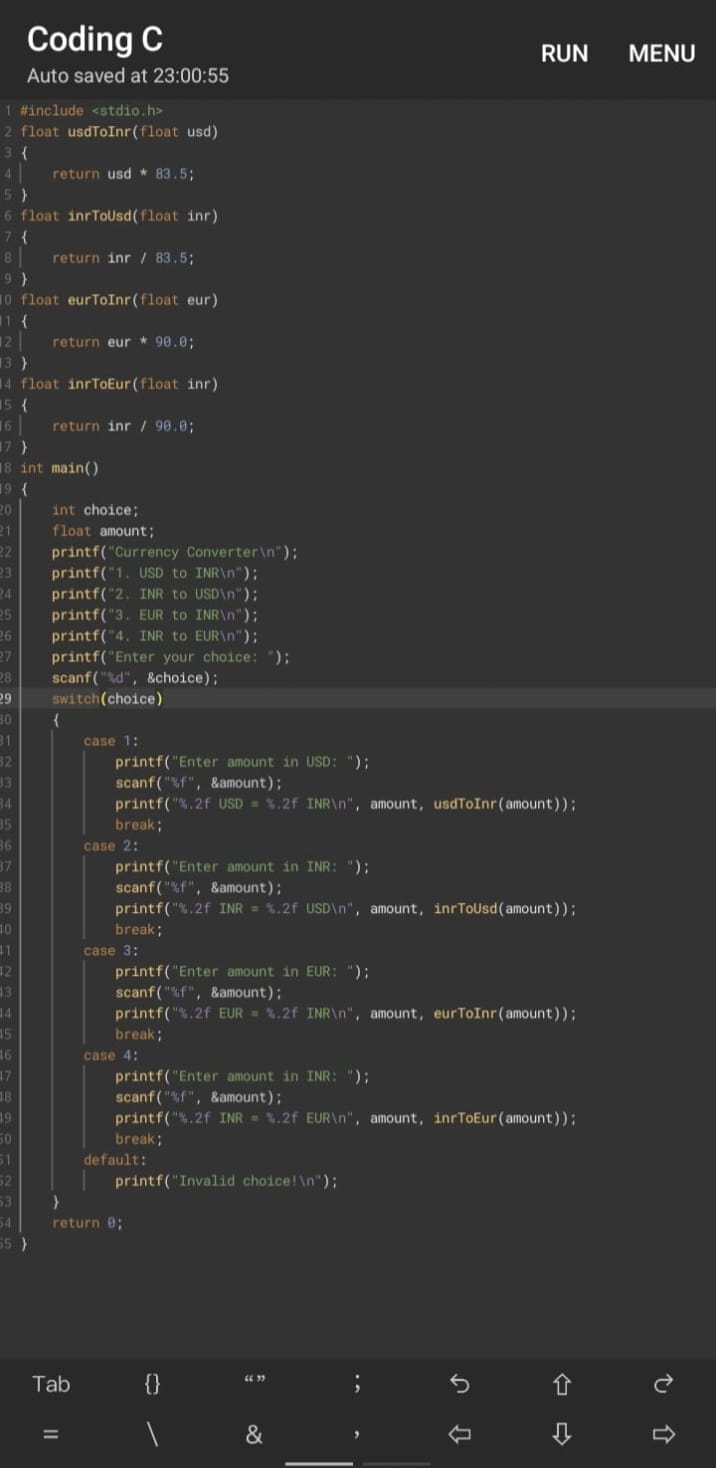 Coding C
RUN MENU
Auto saved at 23:00:55
1 #include <stdio.h>
2 float usdToInr(float usd)
3 {
4 return usd * 83.5;
5 }
6 float inrToUsd(float inr)
7 {
8 return inr / 83.5;
9 }
10 float eurToInr(float eur)
11 {
12 return eur * 90.0;
13 }
14 float inrToEur(float inr)
15 {
16 return inr / 90.0;
17 }
18 int main()
19 {
20 int choice;
21 float amount;
22 printf("Currency Converter\n");
23 printf("1. USD to INR\n");
24 printf("2. INR to USD\n");
25 printf("3. EUR to INR\n");
26 printf("4. INR to EUR\n");
27 printf("Enter your choice: ");
28 scanf("%d", &choice);
29 switch(choice)
30 {
31 case 1:
32 printf("Enter amount in USD: ");
33 scanf("%f", &amount);
34 printf("%.2f USD = %.2f INR\n", amount, usdToInr(amount));
35 break;
36 case 2:
37 printf("Enter amount in INR: ");
38 scanf("%f", &amount);
39 printf("%.2f INR = %.2f USD\n", amount, inrToUsd(amount));
40 break;
41 case 3:
42 printf("Enter amount in EUR: ");
43 scanf("%f", &amount);
44 printf("%.2f EUR = %.2f INR\n", amount, eurToInr(amount));
45 break;
46 case 4:
47 printf("Enter amount in INR: ");
48 scanf("%f", &amount);
49 printf("%.2f INR = %.2f EUR\n", amount, inrToEur(amount));
50 break;
51 default:
52 printf("Invalid choice!\n");
53 }
54 return 0;
55 }
Tab {} “” ;
= \ & ,